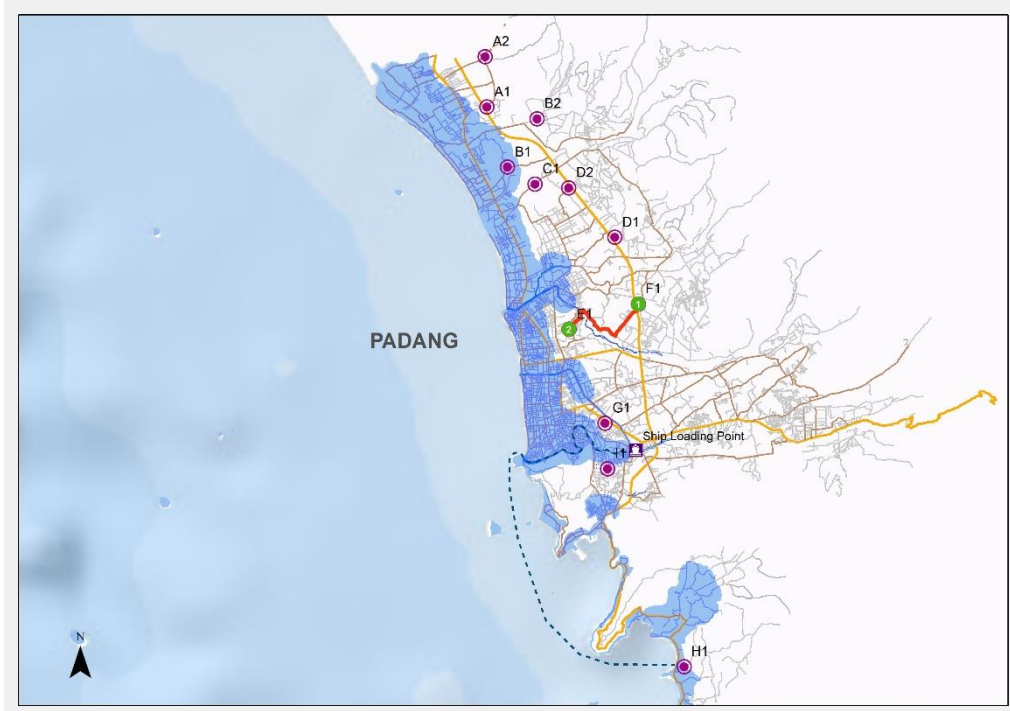 A2
A1
B2
B1
C1
D2
D1
F1
1
E1
2
PADANG
G1
Ship Loading Point
I1
N
H1